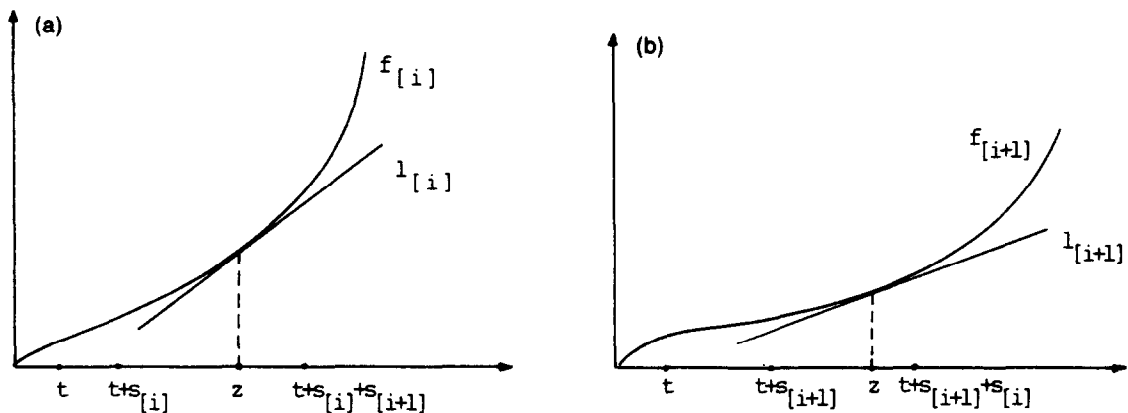 (a)
f[i]
l[i]
t t+s[i] z t+s[i]+s[i+1]
(b)
f[i+1]
l[i+1]
t t+s[i+1] z t+s[i+1]+s[i]